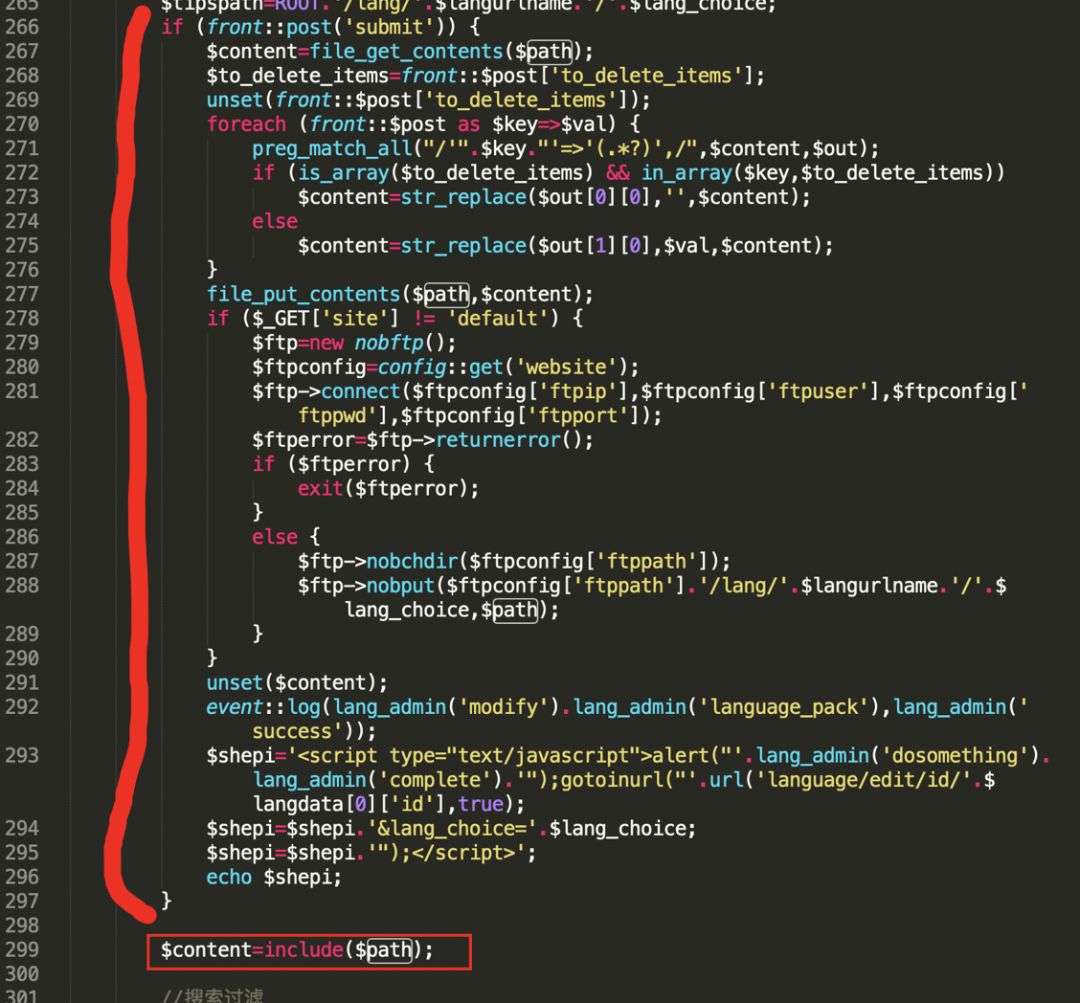 265 $tipspath=ROOT.'/lang/'.$langurlname.'/'.$lang_choice;
266 if (front::post('submit')) {
267 $content=file_get_contents($path);
268 $to_delete_items=front::$post['to_delete_items'];
269 unset(front::$post['to_delete_items']);
270 foreach (front::$post as $key=>$val) {
271 preg_match_all("/'".$key."'=>'(.*?)',/",$content,$out);
272 if (is_array($to_delete_items) && in_array($key,$to_delete_items))
273 $content=str_replace($out[0][0],'',$content);
274 else
275 $content=str_replace($out[1][0],$val,$content);
276 }
277 file_put_contents($path,$content);
278 if ($_GET['site'] != 'default') {
279 $ftp=new nobftp();
280 $ftpconfig=config::get('website');
281 $ftp->connect($ftpconfig['ftpip'],$ftpconfig['ftpuser'],$ftpconfig['
ftppwd'],$ftpconfig['ftpport']);
282 $ftperror=$ftp->returnerror();
283 if ($ftperror) {
284 exit($ftperror);
285 }
286 else {
287 $ftp->nobchdir($ftpconfig['ftppath']);
288 $ftp->nobput($ftpconfig['ftppath'].'/lang/'.$langurlname.'/'.$
lang_choice,$path);
289 }
290 }
291 unset($content);
292 event::log(lang_admin('modify').lang_admin('language_pack'),lang_admin('
success'));
293 $shepi='<script type="text/javascript">alert("'.lang_admin('dosomething').
lang_admin('complete').'");gotoinurl("'.url('language/edit/id/'.$
langdata[0]['id'],true);
294 $shepi=$shepi.'&lang_choice='.$lang_choice;
295 $shepi=$shepi.'");</script>';
296 echo $shepi;
297 }
298
299 $content=include($path);
300
301 //搜索过滤